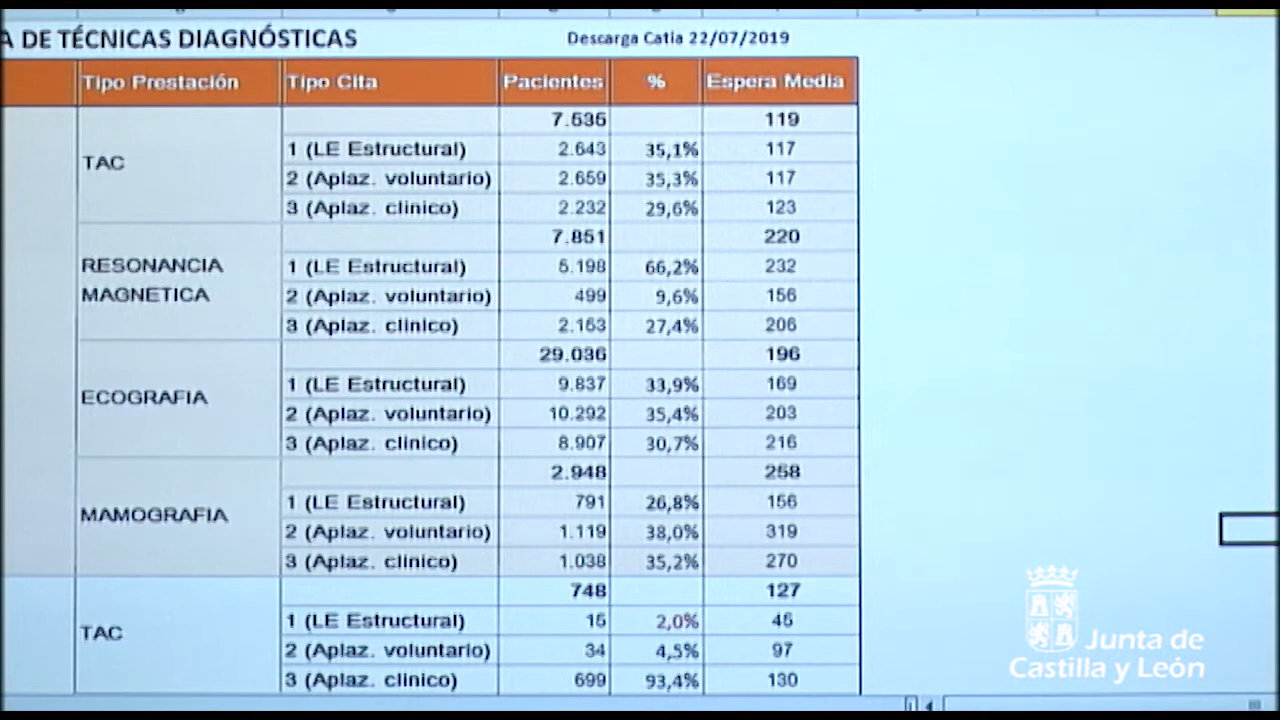 A DE TÉCNICAS DIAGNÓSTICAS Descarga Catia 22/07/2019
Tipo Prestación Tipo Cita Pacientes % Espera Media
7.535 119
TAC
1 (LE Estructural) 2.643 35,1% 117
2 (Aplaz. voluntario) 2.659 35,3% 117
3 (Aplaz. clinico) 2.232 29,6% 123
7.851 220
RESONANCIA
MAGNETICA
1 (LE Estructural) 5.198 66,2% 232
2 (Aplaz. voluntario) 499 9,6% 156
3 (Aplaz. clinico) 2.153 27,4% 206
29.036 196
ECOGRAFIA
1 (LE Estructural) 9.837 33,9% 169
2 (Aplaz. voluntario) 10.292 35,4% 203
3 (Aplaz. clinico) 8.907 30,7% 216
2.948 258
MAMOGRAFIA
1 (LE Estructural) 791 26,8% 156
2 (Aplaz. voluntario) 1.119 38,0% 319
3 (Aplaz. clinico) 1.038 35,2% 270
748 127
TAC
1 (LE Estructural) 15 2,0% 45
2 (Aplaz. voluntario) 34 4,5% 97
3 (Aplaz. clinico) 699 93,4% 130
Junta de
Castilla y León